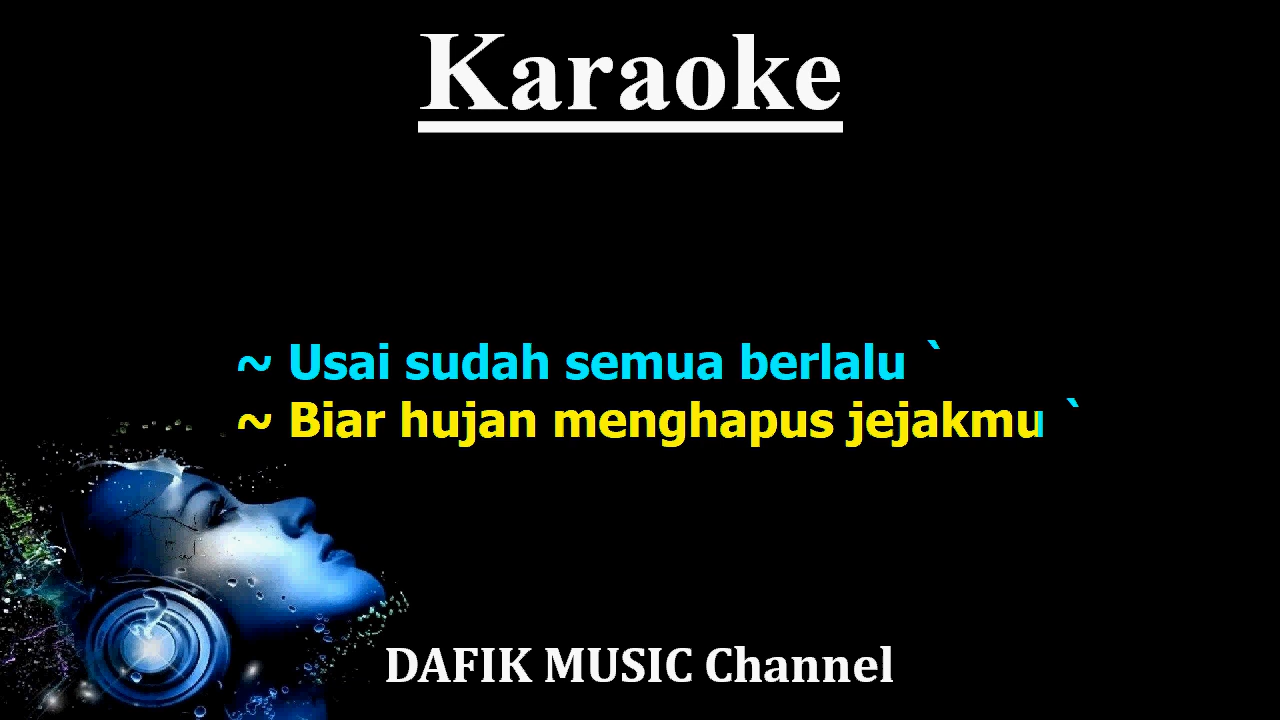 Karaoke
~ Usai sudah semua berlalu `
~ Biar hujan menghapus jejakmu `
DAFIK MUSIC Channel